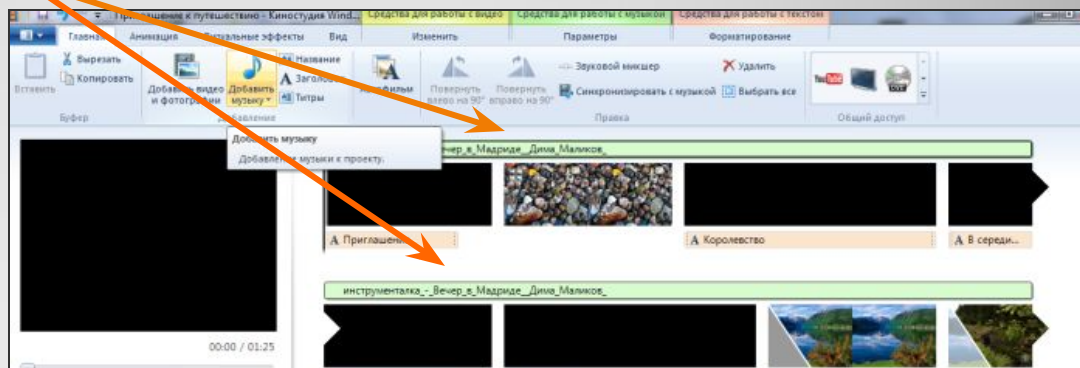 Приглашение к путешествию - Киностудия Wind...
Средства для работы с видео
Средства для работы с музыкой
Средства для работы с текстом
Главная
Анимация
Визуальные эффекты
Вид
Изменить
Параметры
Форматирование
Вставить
Вырезать
Копировать
Буфер
Добавить видео и фотографии
Добавить музыку
Название
Заголовок
Титры
Добавление
Автофильм
Повернуть влево на 90°
Повернуть вправо на 90°
Звуковой микшер
Синхронизировать с музыкой
Удалить
Выбрать все
Правка
YouTube
Общий доступ
Добавить музыку
Добавление музыки к проекту.
Вечер_в_Мадриде__Дима_Маликов_
A Приглашени
A Королевство
A В середи...
инструменталка_-_Вечер_в_Мадриде__Дима_Маликов_
00:00 / 01:25